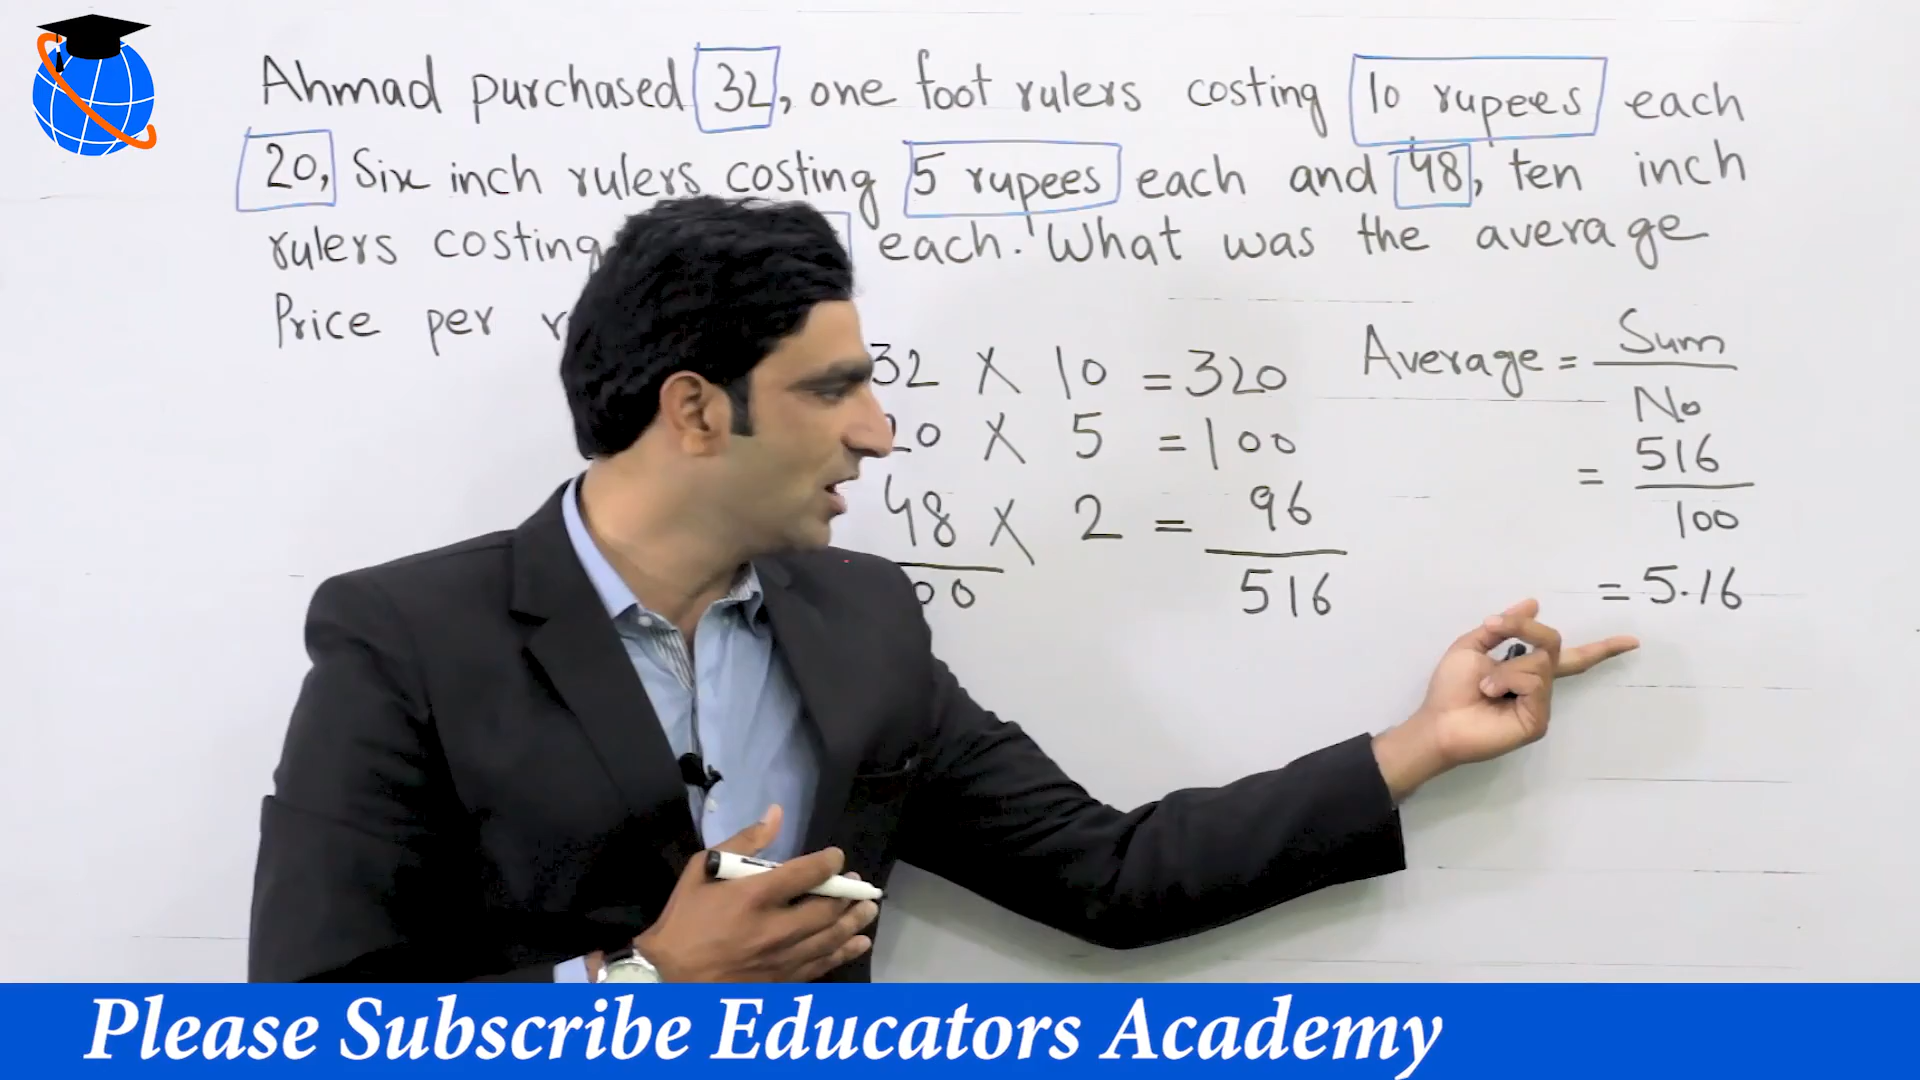 Ahmad purchased 32, one foot rulers costing 10 rupees each
20, Six inch rulers costing 5 rupees each and 48, ten inch
rulers costing each. What was the average
Price per
32 X 10 = 320
20 X 5 = 100
48 X 2 = 96
00 516
Average = Sum
No
= 516
100
= 5.16
Please Subscribe Educators Academy